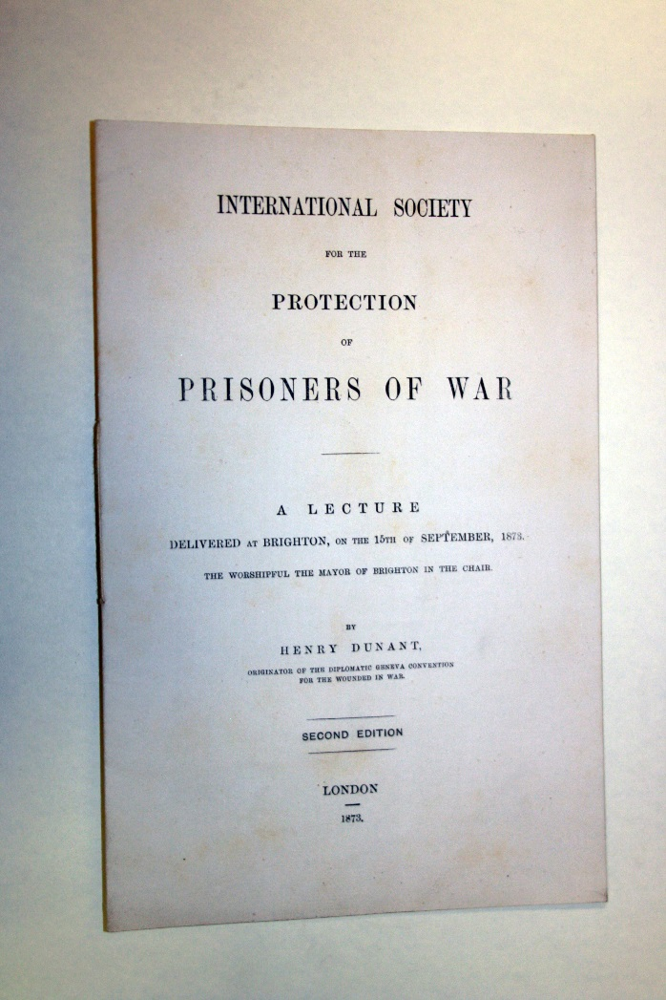 INTERNATIONAL SOCIETY
FOR THE
PROTECTION
OF
PRISONERS OF WAR
A LECTURE
DELIVERED AT BRIGHTON, ON THE 15TH OF SEPTEMBER, 1873.
THE WORSHIPFUL THE MAYOR OF BRIGHTON IN THE CHAIR.
BY
HENRY DUNANT,
ORIGINATOR OF THE DIPLOMATIC GENEVA CONVENTION
FOR THE WOUNDED IN WAR.
SECOND EDITION
LONDON
1873.